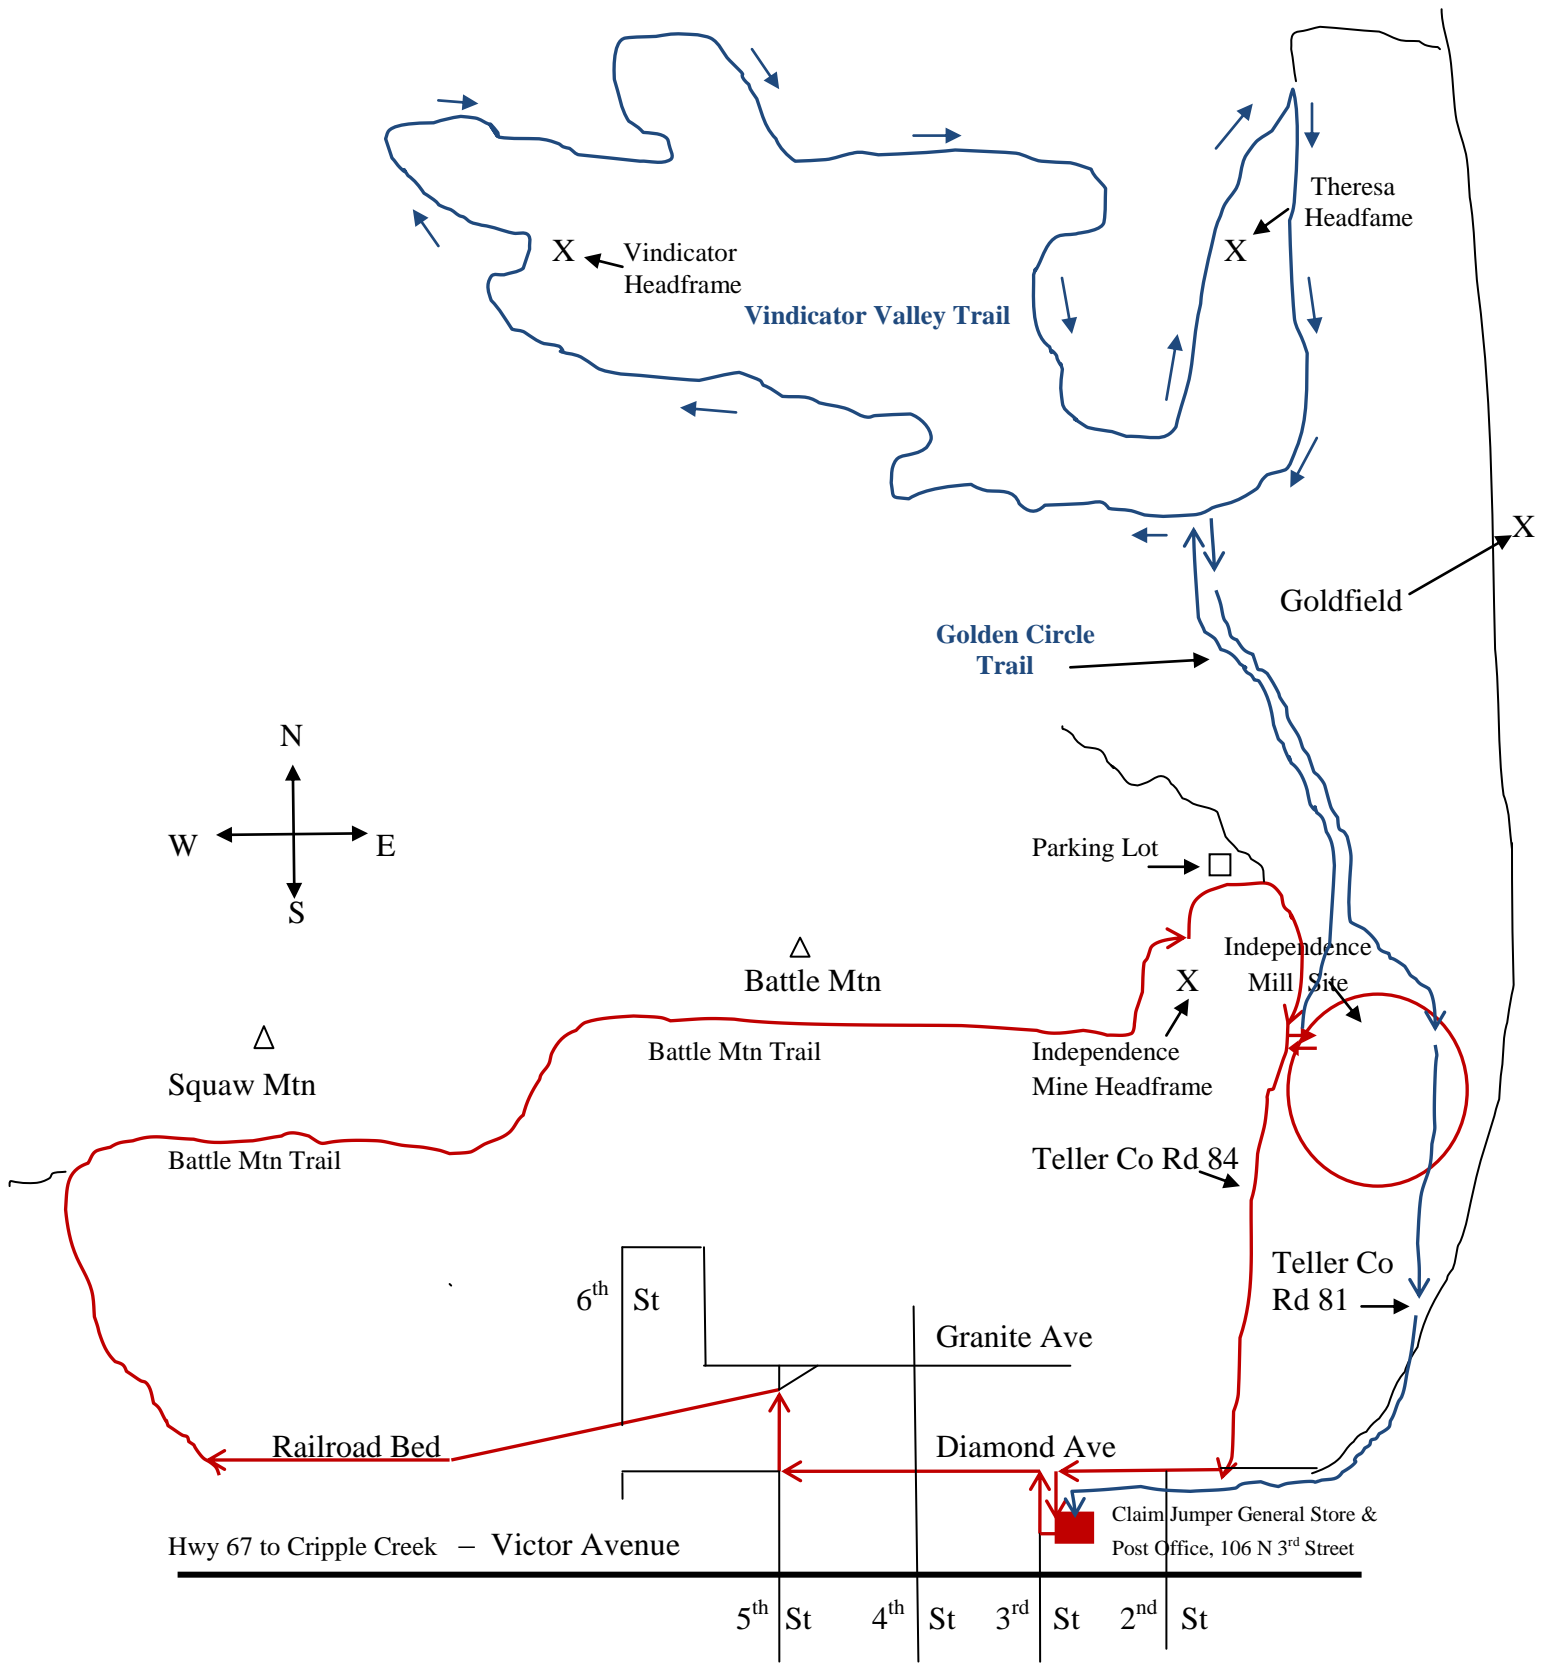 Theresa
Headfame
X
X
Vindicator
Headframe
Vindicator Valley Trail
X
Goldfield
Golden Circle
Trail
N
W
E
S
Parking Lot
Independence
Mill Site
Battle Mtn
X
Squaw Mtn
Battle Mtn Trail
Independence
Mine Headframe
Battle Mtn Trail
Teller Co Rd 84
Teller Co
Rd 81
6th St
Granite Ave
Railroad Bed
Diamond Ave
Claim Jumper General Store &
Post Office, 106 N 3rd Street
Hwy 67 to Cripple Creek – Victor Avenue
5th St
4th St
3rd St
2nd St